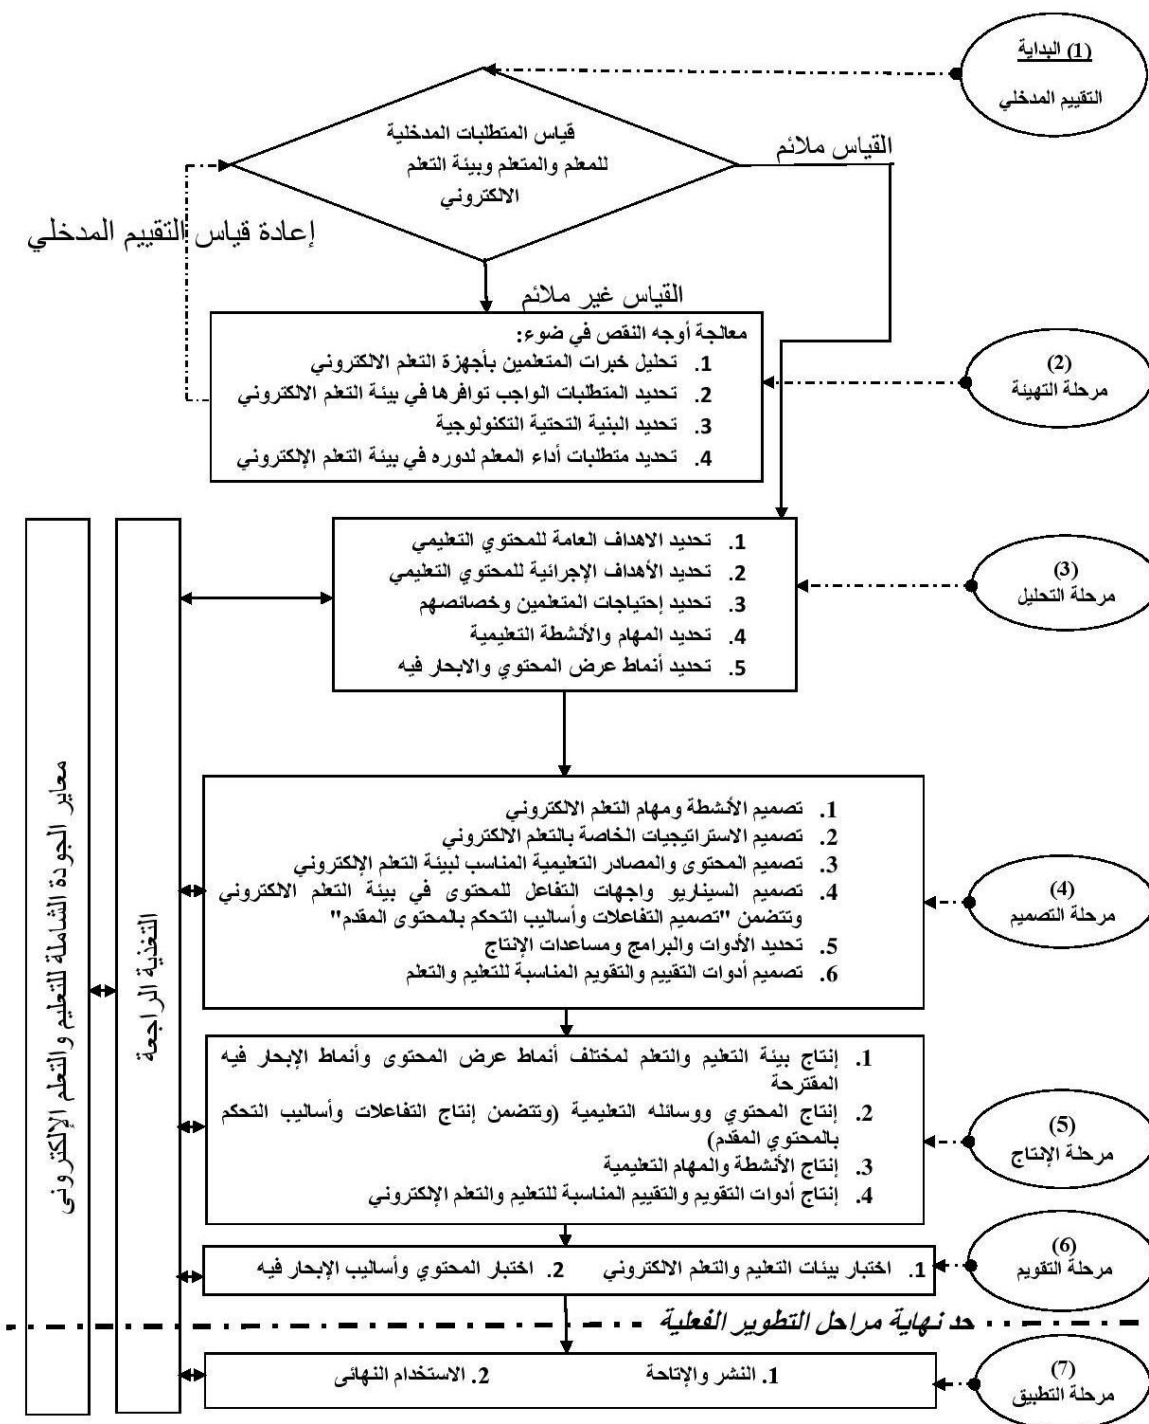 (1) البداية
التقييم المدخلي
قياس المتطلبات المدخلية
للمعلم والمتعلم وبيئة التعلم
الالكتروني
القياس ملائم
إعادة قياس التقييم المدخلي
القياس غير ملائم
(2)
مرحلة التهيئة
معالجة أوجه النقص في ضوء:
1. تحليل خبرات المتعلمين بأجهزة التعلم الالكتروني
2. تحديد المتطلبات الواجب توافرها في بيئة التعلم الالكتروني
3. تحديد البنية التحتية التكنولوجية
4. تحديد متطلبات أداء المعلم لدوره في بيئة التعلم الإلكتروني
(3)
مرحلة التحليل
1. تحديد الاهداف العامة للمحتوي التعليمي
2. تحديد الأهداف الإجرائية للمحتوي التعليمي
3. تحديد إحتياجات المتعلمين وخصائصهم
4. تحديد المهام والأنشطة التعليمية
5. تحديد أنماط عرض المحتوي والابحار فيه
(4)
مرحلة التصميم
1. تصميم الأنشطة ومهام التعلم الالكتروني
2. تصميم الاستراتيجيات الخاصة بالتعلم الالكتروني
3. تصميم المحتوى والمصادر التعليمية المناسب لبيئة التعلم الإلكتروني
4. تصميم السيناريو واجهات التفاعل للمحتوى في بيئة التعلم الالكتروني
وتتضمن "تصميم التفاعلات وأساليب التحكم بالمحتوى المقدم"
5. تحديد الأدوات والبرامج ومساعدات الإنتاج
6. تصميم أدوات التقييم والتقويم المناسبة للتعليم والتعلم
(5)
مرحلة الإنتاج
1. إنتاج بيئة التعليم والتعلم لمختلف أنماط عرض المحتوى وأنماط الإبحار فيه
المقترحة
2. إنتاج المحتوي ووسائله التعليمية (وتتضمن إنتاج التفاعلات وأساليب التحكم
بالمحتوي المقدم)
3. إنتاج الأنشطة والمهام التعليمية
4. إنتاج أدوات التقويم والتقييم المناسبة للتعليم والتعلم الإلكتروني
(6)
مرحلة التقويم
1. اختبار بيئات التعليم والتعلم الالكتروني 2. اختبار المحتوي وأساليب الإبحار فيه
حد نهاية مراحل التطوير الفعلية
(7)
مرحلة التطبيق
1. النشر والإتاحة 2. الاستخدام النهائى
التغذية الراجعة
معاير الجودة الشاملة للتعليم والتعلم الإلكترونى